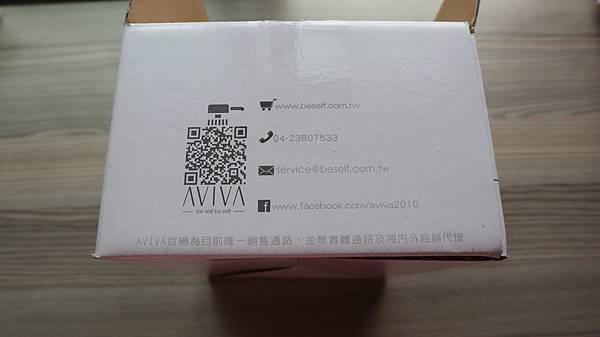 www.beself.com.tw
04-23807533
service@beself.com.tw
www.facebook.com/aviva2010
AVIVA
be self by self
AVIVA官網為目前唯一銷售通路，並無實體通路及海內外經銷代理